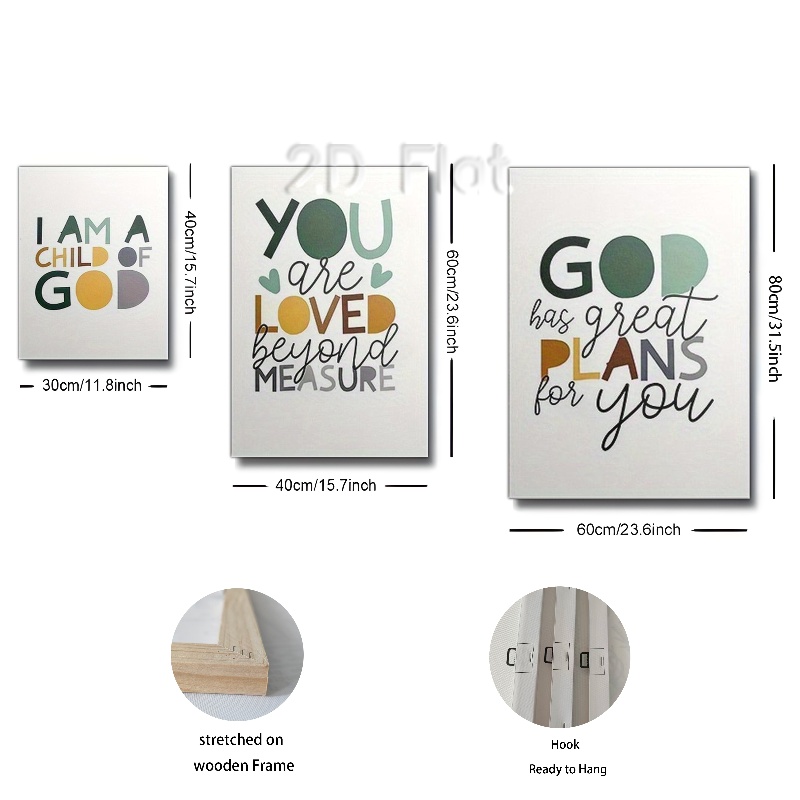 2D Flat
I AM A
CHILD OF
GOD
40cm/15.7inch
30cm/11.8inch
YOU
are
LOVED
beyond
MEASURE
60cm/23.6inch
40cm/15.7inch
GOD
has great
PLANS
for you
80cm/31.5inch
60cm/23.6inch
stretched on
wooden Frame
Hook
Ready to Hang